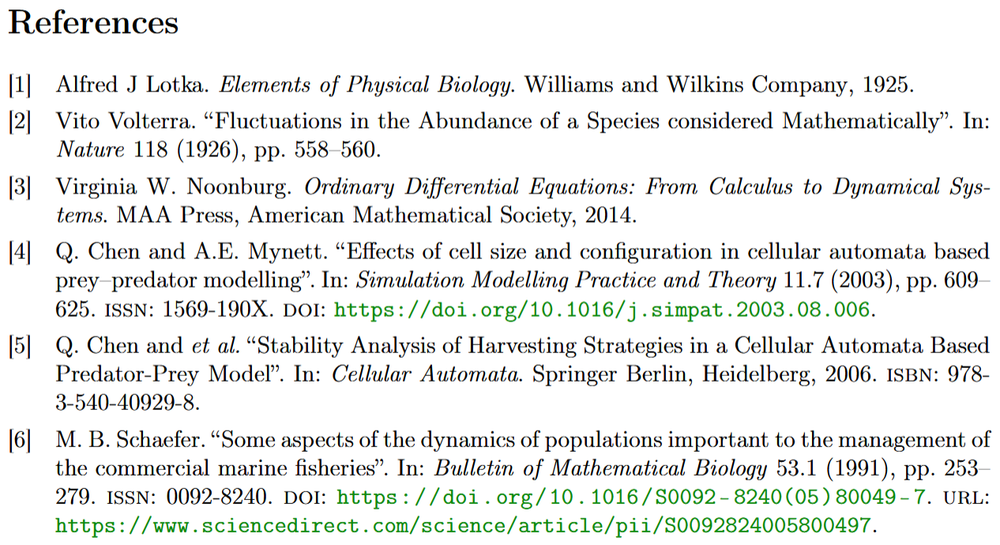 References
[1] Alfred J Lotka. Elements of Physical Biology. Williams and Wilkins Company, 1925.
[2] Vito Volterra. “Fluctuations in the Abundance of a Species considered Mathematically”. In:
Nature 118 (1926), pp. 558–560.
[3] Virginia W. Noonburg. Ordinary Differential Equations: From Calculus to Dynamical Sys-
tems. MAA Press, American Mathematical Society, 2014.
[4] Q. Chen and A.E. Mynett. “Effects of cell size and configuration in cellular automata based
prey–predator modelling”. In: Simulation Modelling Practice and Theory 11.7 (2003), pp. 609–
625. ISSN: 1569-190X. DOI: https://doi.org/10.1016/j.simpat.2003.08.006.
[5] Q. Chen and et al. “Stability Analysis of Harvesting Strategies in a Cellular Automata Based
Predator-Prey Model”. In: Cellular Automata. Springer Berlin, Heidelberg, 2006. ISBN: 978-
3-540-40929-8.
[6] M. B. Schaefer. “Some aspects of the dynamics of populations important to the management of
the commercial marine fisheries”. In: Bulletin of Mathematical Biology 53.1 (1991), pp. 253–
279. ISSN: 0092-8240. DOI: https://doi.org/10.1016/S0092-8240(05)80049-7. URL:
https://www.sciencedirect.com/science/article/pii/S0092824005800497.